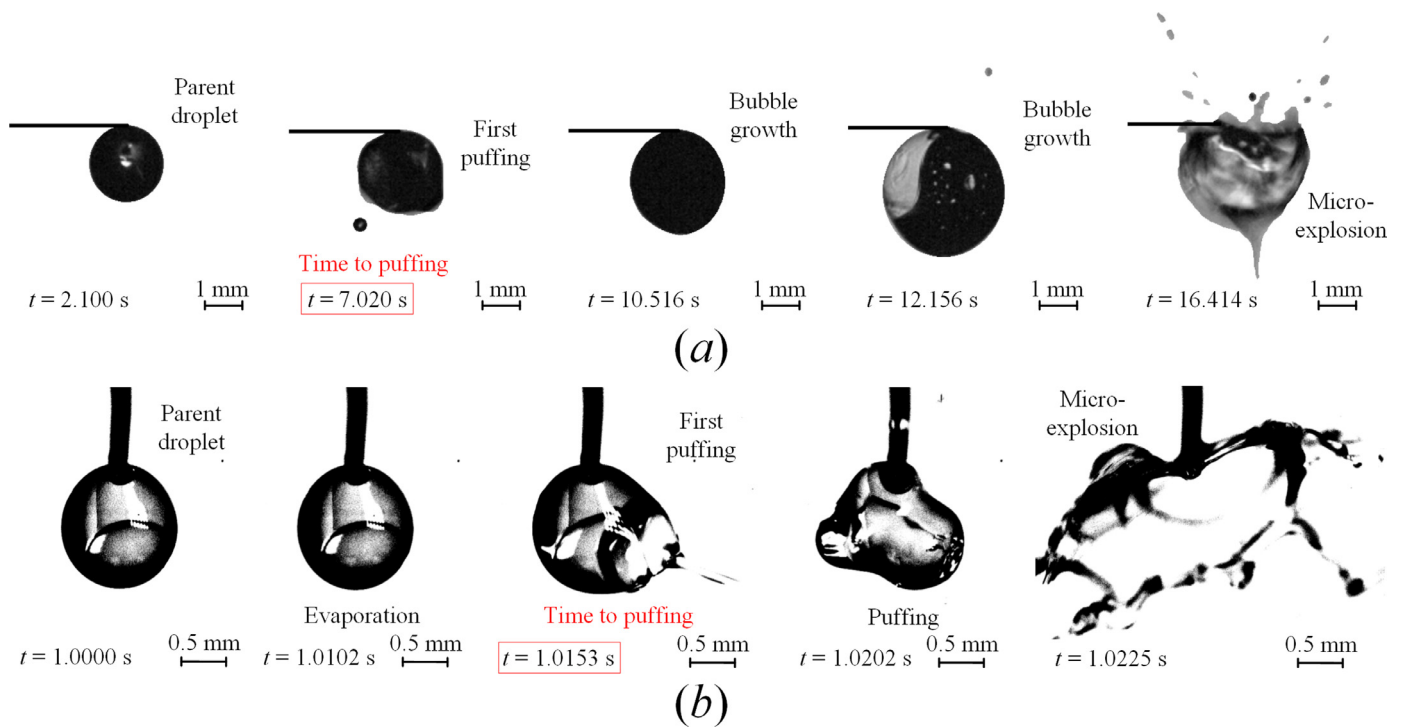 Parent
droplet
First
puffing
Bubble
growth
Bubble
growth
Micro-
explosion
Time to puffing
t = 2.100 s
1 mm
t = 7.020 s
1 mm
t = 10.516 s
1 mm
t = 12.156 s
1 mm
t = 16.414 s
1 mm
(a)
Parent
droplet
First
puffing
Micro-
explosion
Evaporation
Time to puffing
Puffing
t = 1.0000 s
0.5 mm
t = 1.0102 s
0.5 mm
t = 1.0153 s
0.5 mm
t = 1.0202 s
0.5 mm
t = 1.0225 s
0.5 mm
(b)